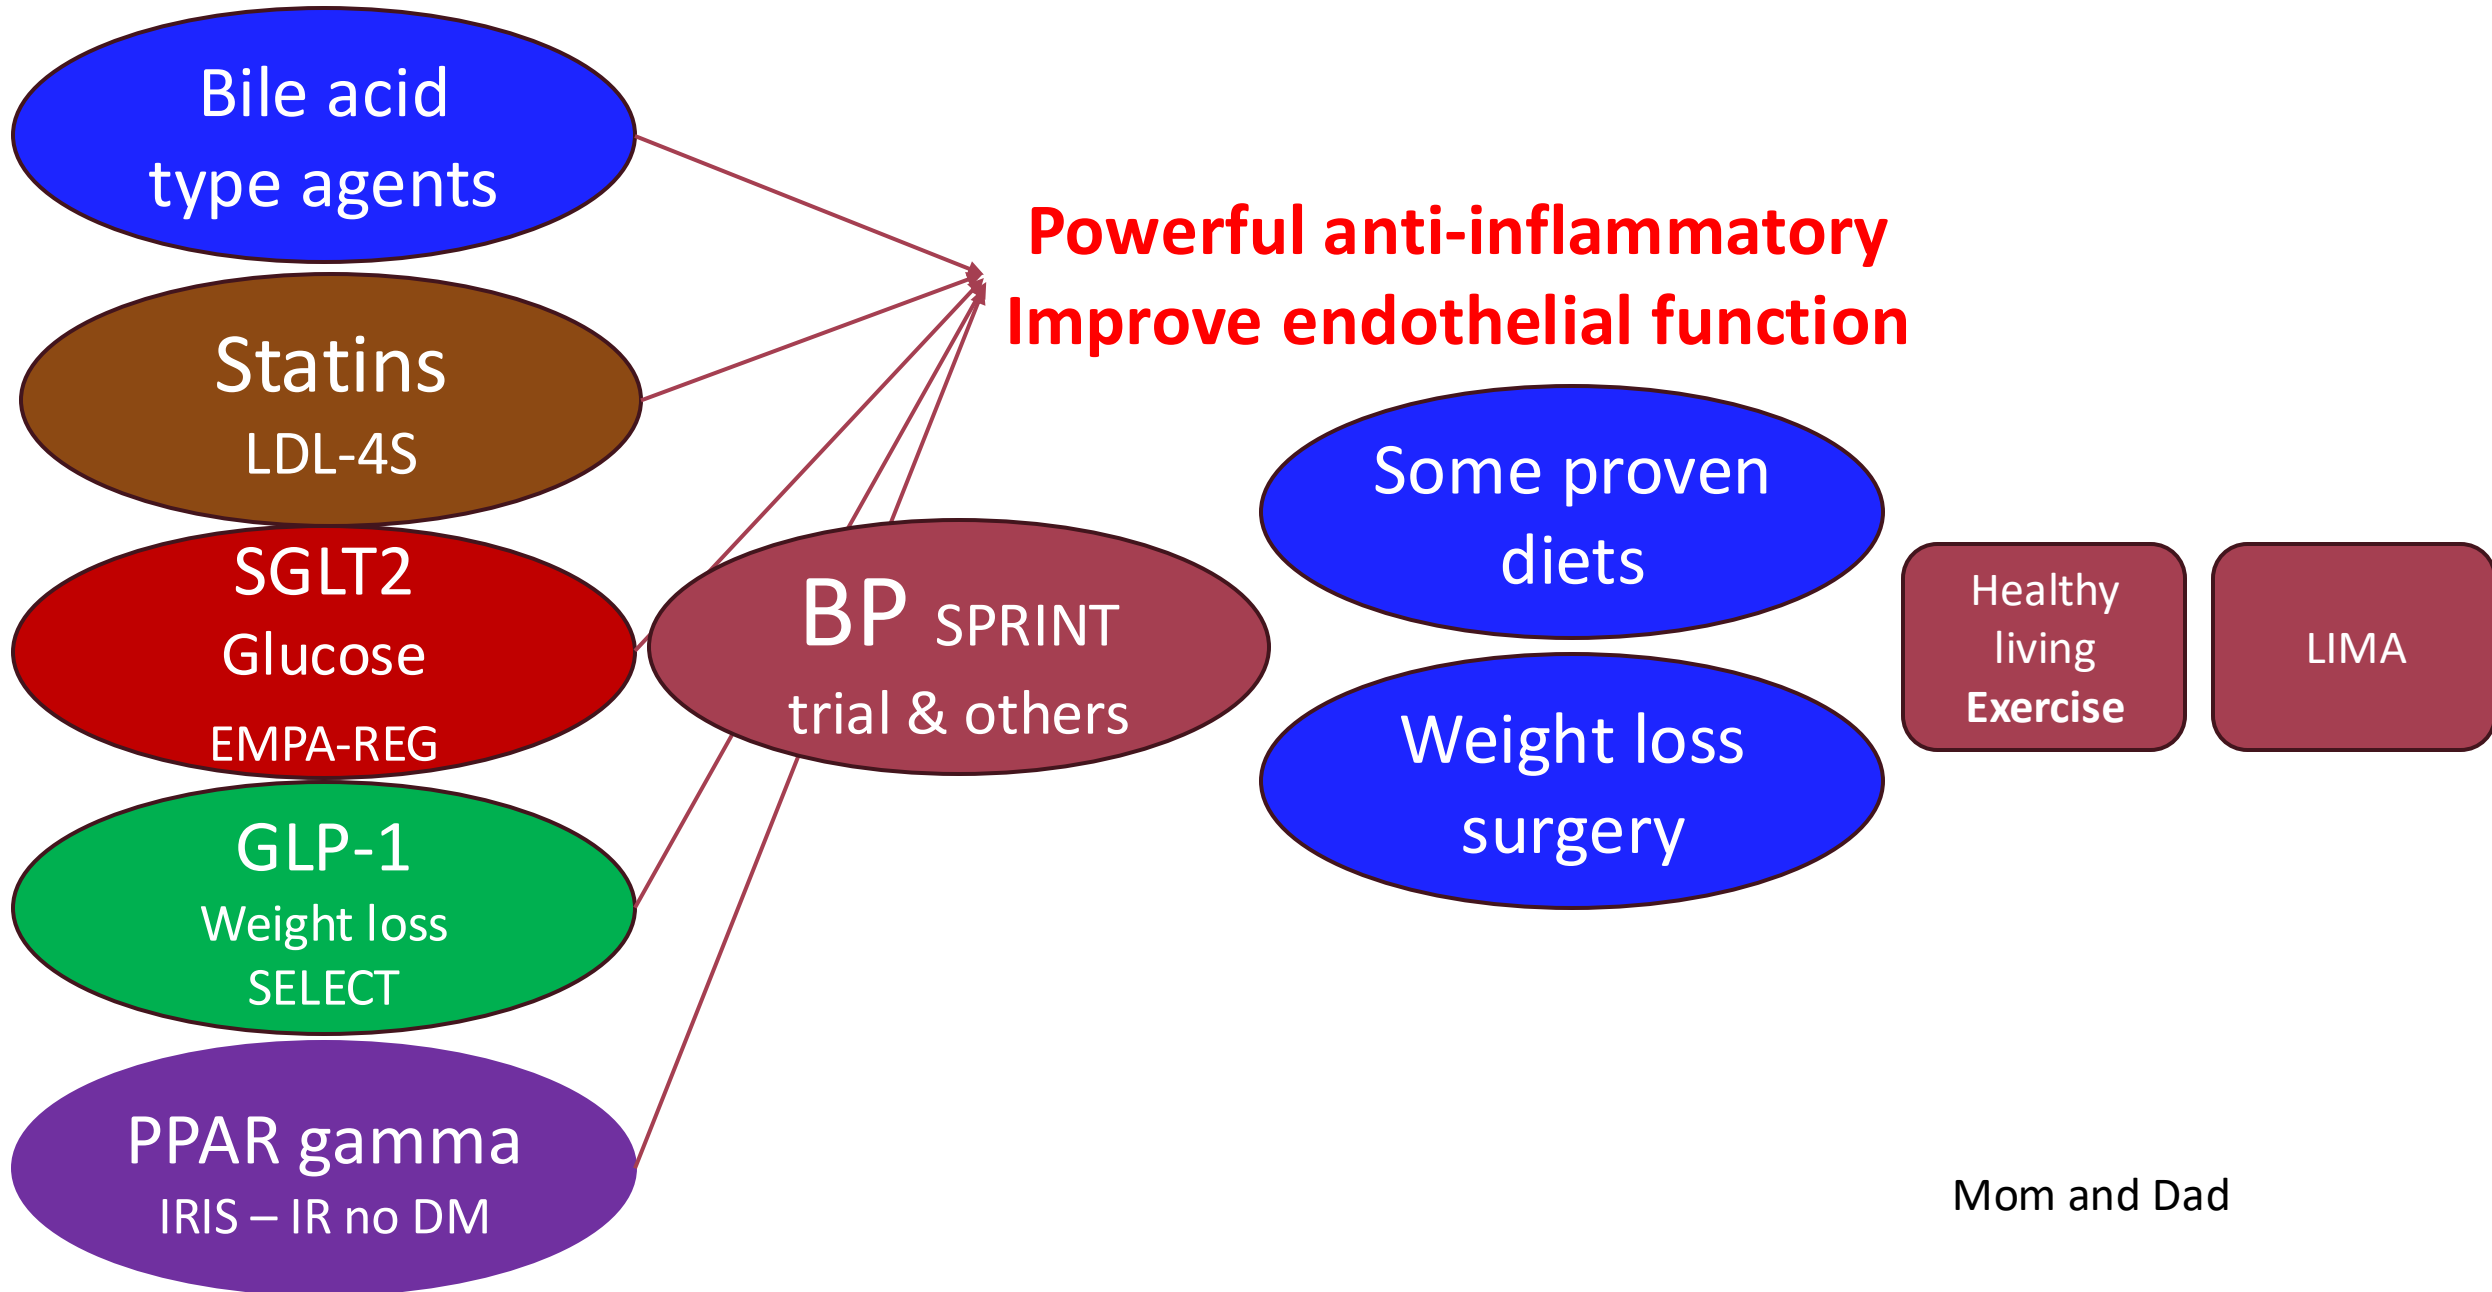 Bile acid
type agents
Statins
LDL-4S
SGLT2
Glucose
EMPA-REG
GLP-1
Weight loss
SELECT
PPAR gamma
IRIS – IR no DM
Powerful anti-inflammatory
Improve endothelial function
BP SPRINT
trial & others
Some proven
diets
Weight loss
surgery
Healthy
living
Exercise
LIMA
Mom and Dad